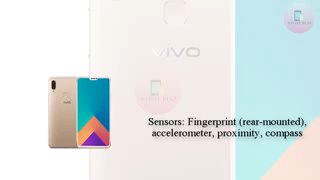 VIVO
Sensors: Fingerprint (rear-mounted),
accelerometer, proximity, compass